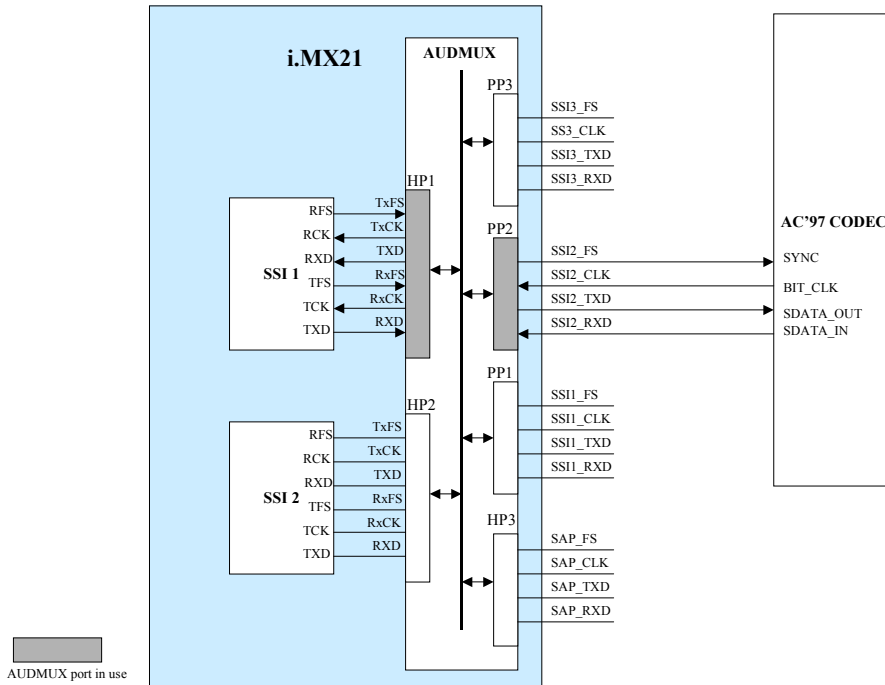 i.MX21
AUDMUX
PP3
SSI3_FS
SS3_CLK
SSI3_TXD
SSI3_RXD
HP1
SSI 1
RFS
RCK
RXD
TFS
TCK
TXD
TxFS
TxCK
TXD
RxFS
RxCK
RXD
PP2
SSI2_FS
SSI2_CLK
SSI2_TXD
SSI2_RXD
AC'97 CODEC
SYNC
BIT_CLK
SDATA_OUT
SDATA_IN
PP1
SSI1_FS
SSI1_CLK
SSI1_TXD
SSI1_RXD
HP2
SSI 2
RFS
RCK
RXD
TFS
TCK
TXD
TxFS
TxCK
TXD
RxFS
RxCK
RXD
HP3
SAP_FS
SAP_CLK
SAP_TXD
SAP_RXD
AUDMUX port in use